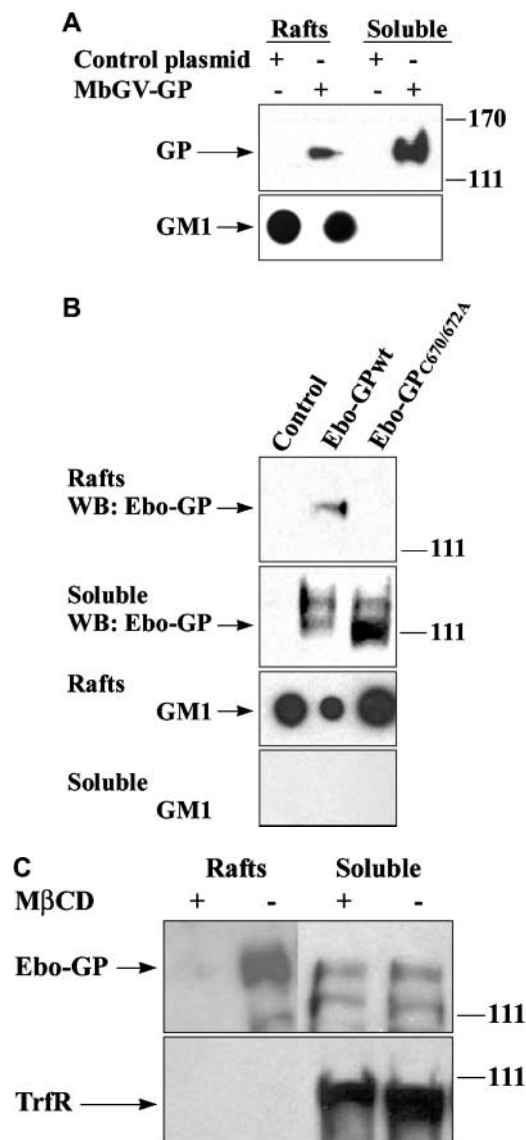 A
Rafts Soluble
Control plasmid + - + -
MbGV-GP - + - +
GP
170
111
GM1
B
Control
Ebo-GPwt
Ebo-GPC670/672A
Rafts
WB: Ebo-GP
111
Soluble
WB: Ebo-GP
111
Rafts
GM1
Soluble
GM1
C
Rafts Soluble
MβCD + - + -
Ebo-GP
111
111
TrfR